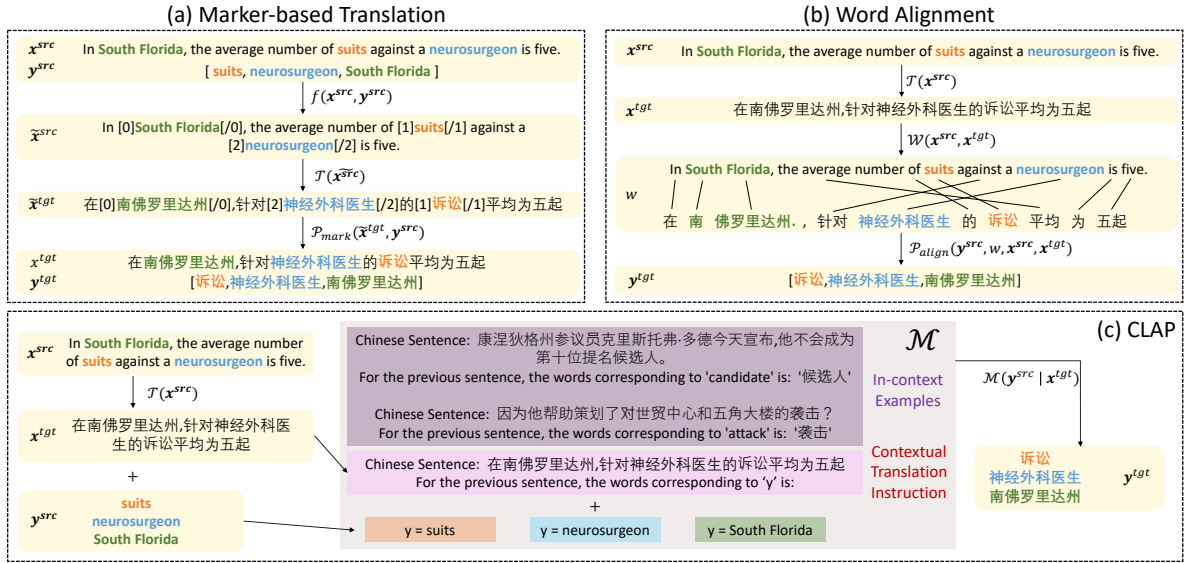 (a) Marker-based Translation
x^src In South Florida, the average number of suits against a neurosurgeon is five.
y^src [ suits, neurosurgeon, South Florida ]
f(x^src, y^src)
x̃^src In [0]South Florida[/0], the average number of [1]suits[/1] against a
[2]neurosurgeon[/2] is five.
𝒯(x̃^src)
x̃^tgt 在[0]南佛罗里达州[/0],针对[2]神经外科医生[/2]的[1]诉讼[/1]平均为五起
𝒫_mark(x̃^tgt, y^src)
x^tgt 在南佛罗里达州,针对神经外科医生的诉讼平均为五起
y^tgt [诉讼,神经外科医生,南佛罗里达州]
(b) Word Alignment
x^src In South Florida, the average number of suits against a neurosurgeon is five.
𝒯(x^src)
x^tgt 在南佛罗里达州,针对神经外科医生的诉讼平均为五起
𝒲(x^src, x^tgt)
In South Florida, the average number of suits against a neurosurgeon is five.
w
在 南 佛罗里达州. , 针对 神经外科医生 的 诉讼 平均 为 五起
𝒫_align(y^src, w, x^src, x^tgt)
y^tgt [诉讼,神经外科医生,南佛罗里达州]
(c) CLAP
x^src In South Florida, the average number
of suits against a neurosurgeon is five.
𝒯(x^src)
x^tgt 在南佛罗里达州,针对神经外科医
生的诉讼平均为五起
+
y^src suits
neurosurgeon
South Florida
Chinese Sentence: 康涅狄格州参议员克里斯托弗·多德今天宣布,他不会成为
第十位提名候选人。
For the previous sentence, the words corresponding to 'candidate' is: '候选人'
Chinese Sentence: 因为他帮助策划了对世贸中心和五角大楼的袭击？
For the previous sentence, the words corresponding to 'attack' is: '袭击'
Chinese Sentence: 在南佛罗里达州,针对神经外科医生的诉讼平均为五起
For the previous sentence, the words corresponding to ‘y’ is:
+
y = suits
y = neurosurgeon
y = South Florida
ℳ
In-context
Examples
Contextual
Translation
Instruction
ℳ(y^src | x^tgt)
诉讼
神经外科医生 y^tgt
南佛罗里达州